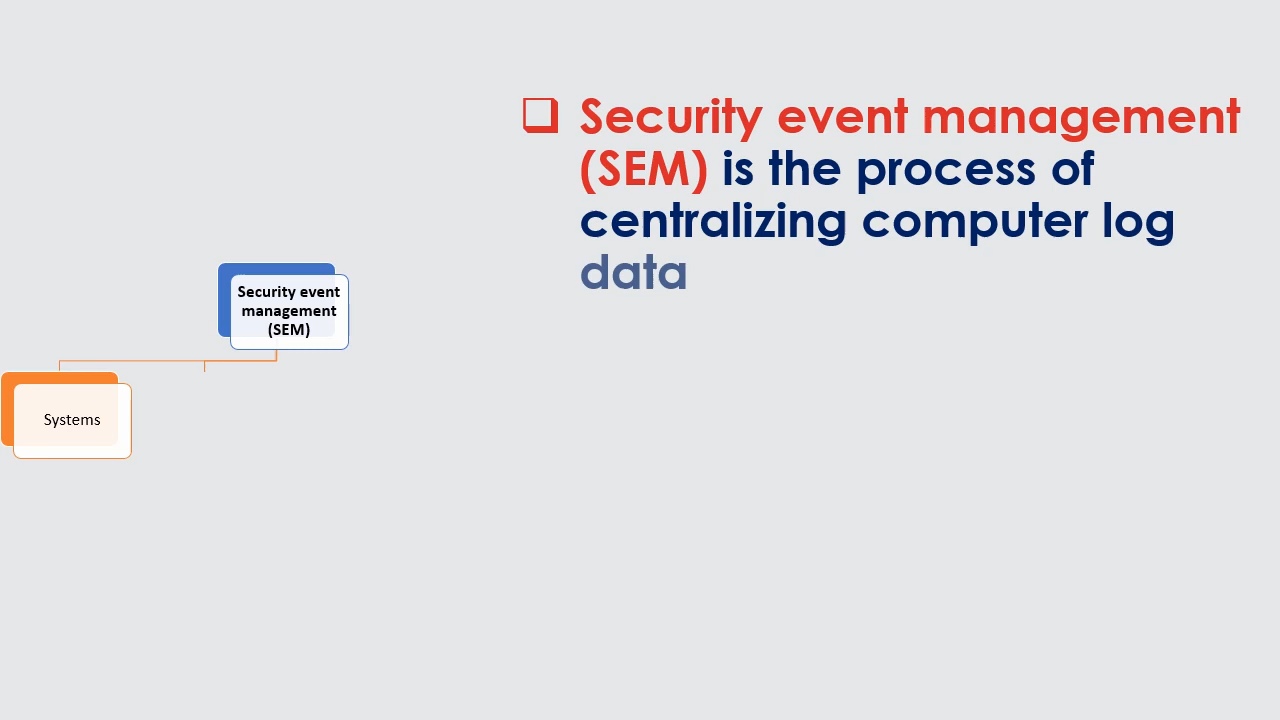 Security event management
(SEM) is the process of
centralizing computer log
data
Security event
management
(SEM)
Systems